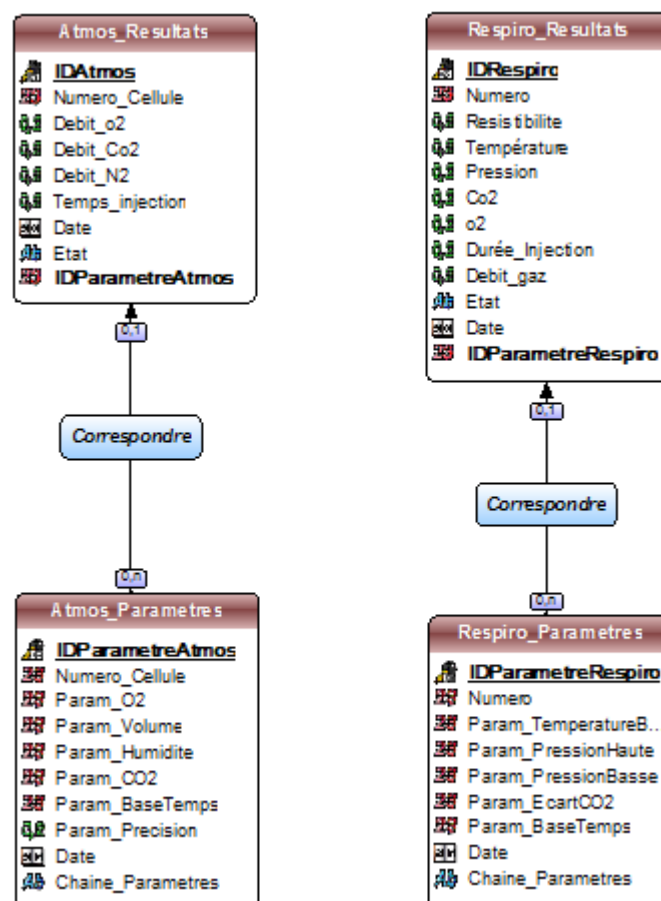 Atmos_Resultats
IDAtmos
Numero_Cellule
Debit_o2
Debit_Co2
Debit_N2
Temps_injection
Date
Etat
IDParametreAtmos
0,1
Correspondre
0,n
Atmos_Parametres
IDParametreAtmos
Numero_Cellule
Param_O2
Param_Volume
Param_Humidite
Param_CO2
Param_BaseTemps
Param_Precision
Date
Chaine_Parametres
Respiro_Resultats
IDRespiro
Numero
Resistibilite
Température
Pression
Co2
o2
Durée_Injection
Debit_gaz
Etat
Date
IDParametreRespiro
0,1
Correspondre
0,n
Respiro_Parametres
IDParametreRespiro
Numero
Param_TemperatureB...
Param_PressionHaute
Param_PressionBasse
Param_EcartCO2
Param_BaseTemps
Date
Chaine_Parametres